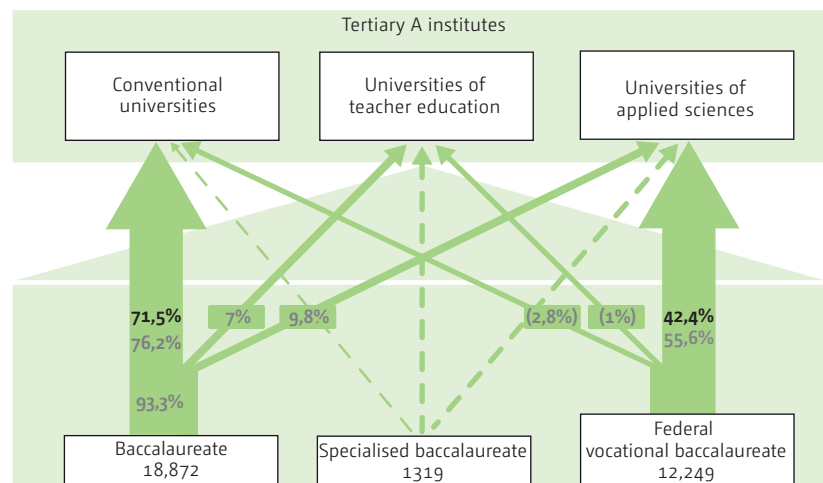 Tertiary A institutes
Conventional
universities
Universities of
teacher education
Universities of
applied sciences
71,5%
76,2%
7%
9,8%
(2,8%)
(1%)
42,4%
55,6%
93,3%
Baccalaureate
18,872
Specialised baccalaureate
1319
Federal
vocational baccalaureate
12,249